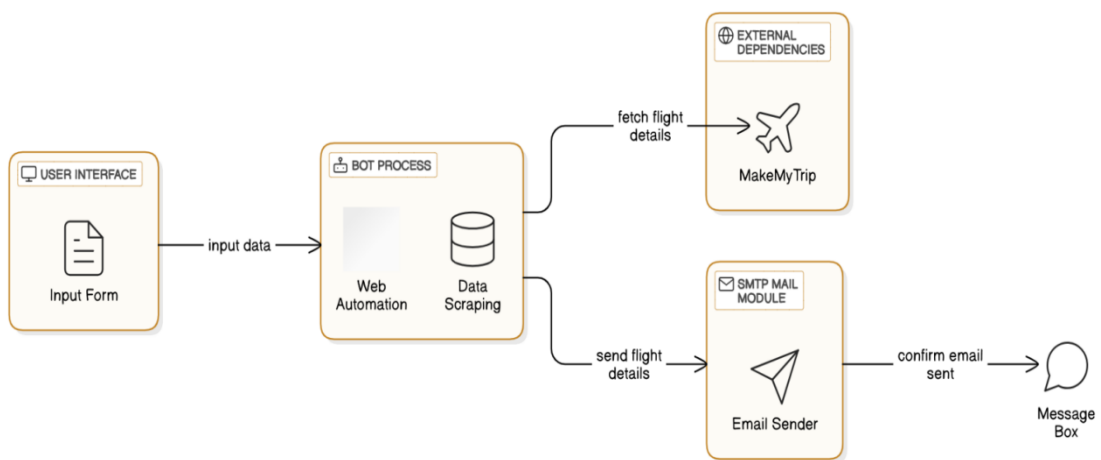 USER INTERFACE
Input Form
input data
BOT PROCESS
Web
Automation
Data
Scraping
fetch flight
details
EXTERNAL
DEPENDENCIES
MakeMyTrip
send flight
details
SMTP MAIL
MODULE
Email Sender
confirm email
sent
Message
Box